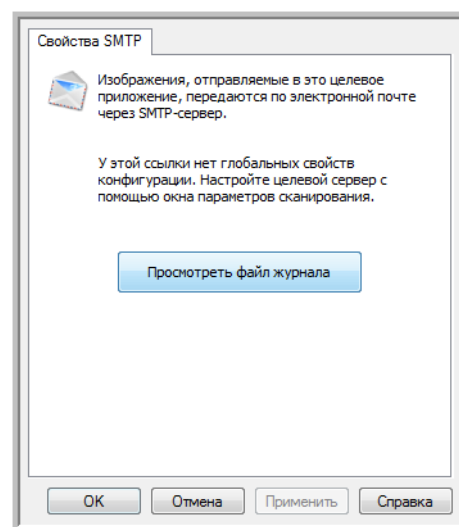 Свойства SMTP
Изображения, отправляемые в это целевое
приложение, передаются по электронной почте
через SMTP-сервер.
У этой ссылки нет глобальных свойств
конфигурации. Настройте целевой сервер с
помощью окна параметров сканирования.
Просмотреть файл журнала
OK
Отмена
Применить
Справка